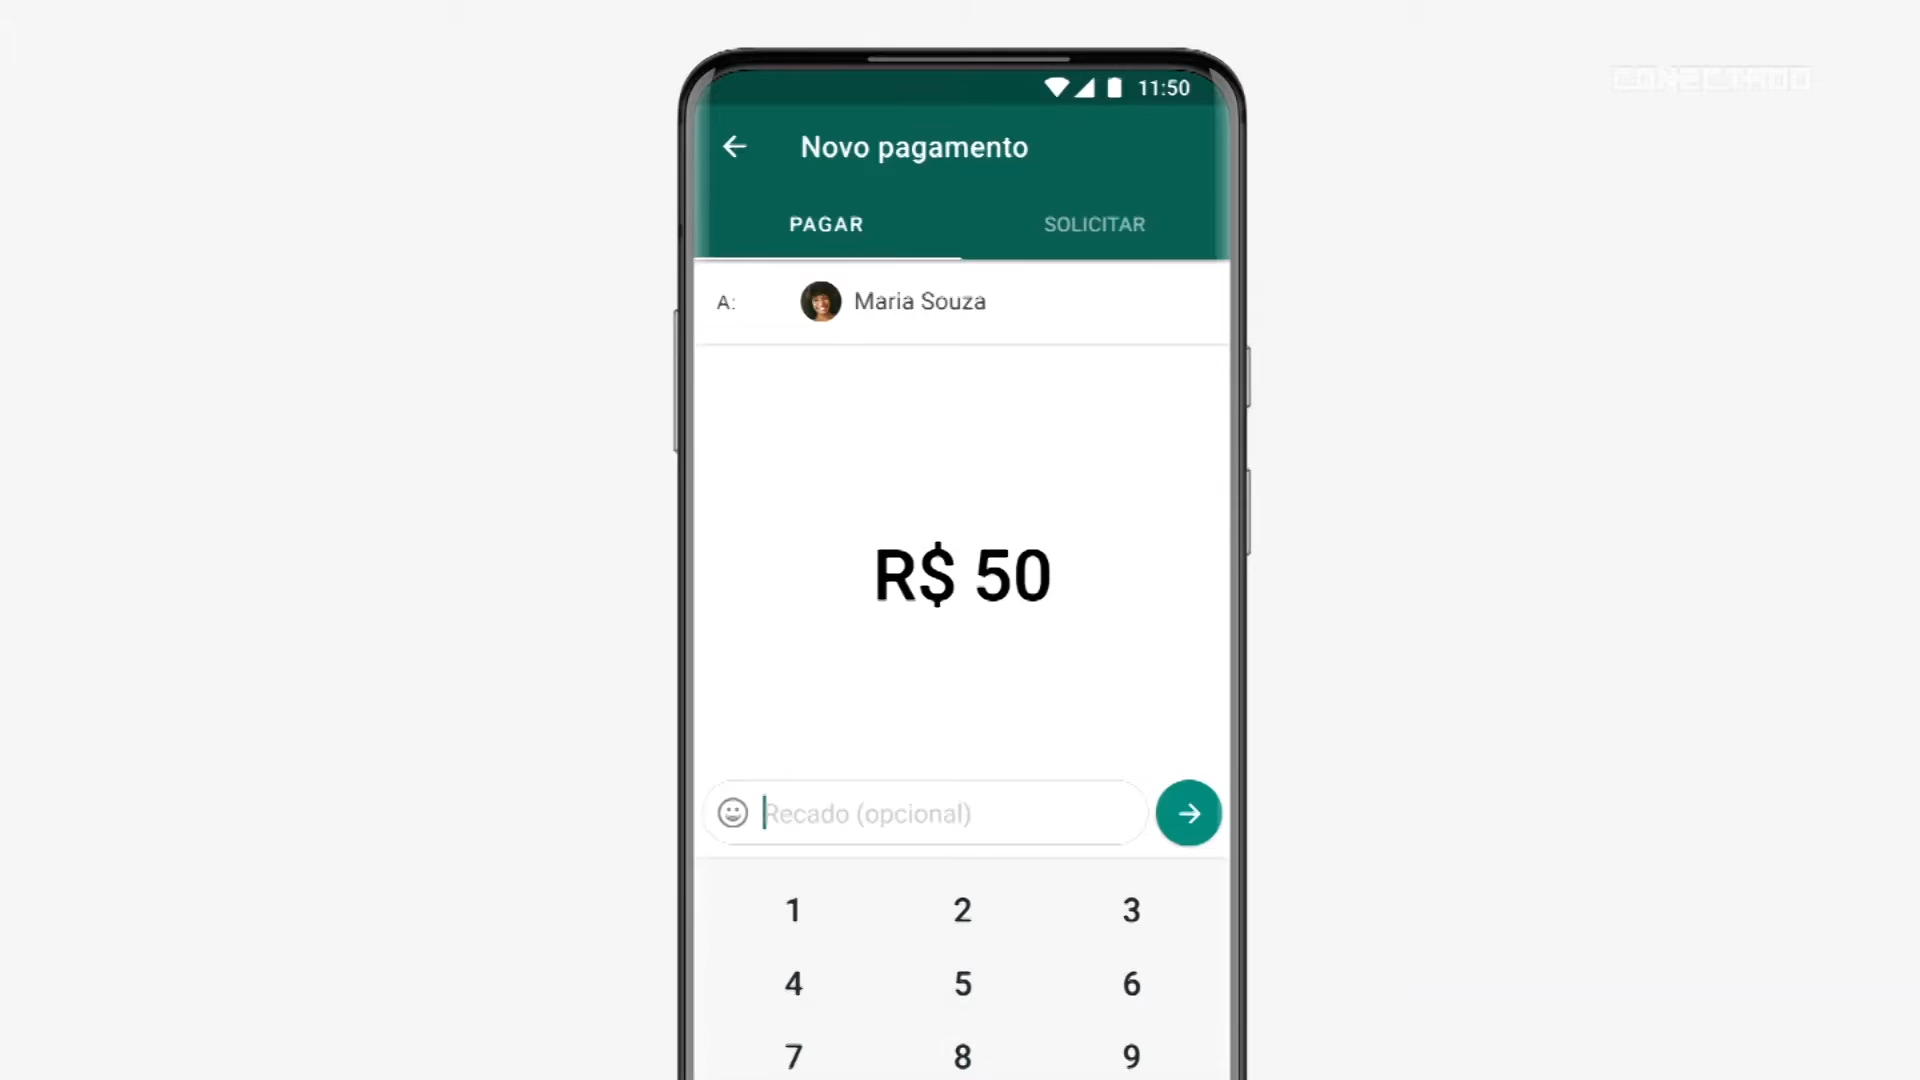 CONECTADO
11:50
Novo pagamento
PAGAR SOLICITAR
A: Maria Souza
R$ 50
Recado (opcional)
1 2 3
4 5 6
7 8 9